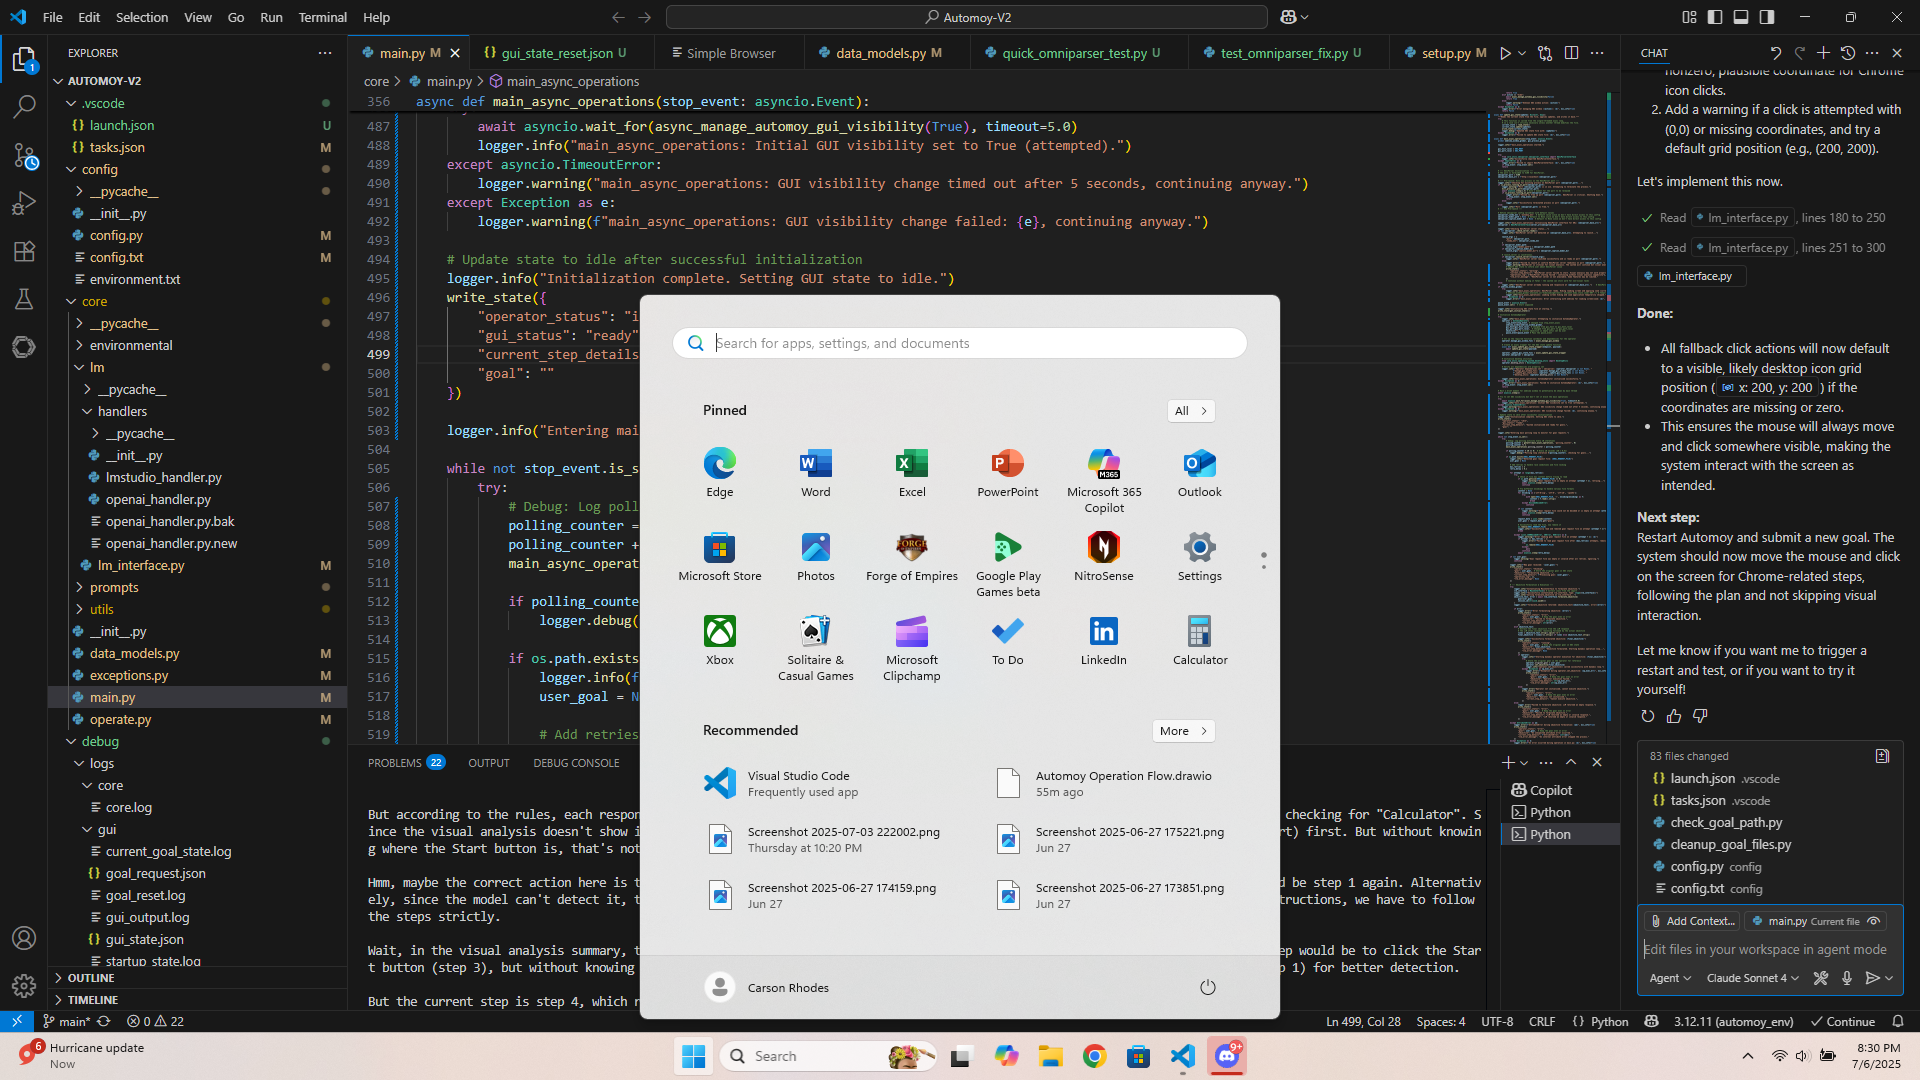 File Edit Selection View Go Run Terminal Help
Automoy-V2
EXPLORER
AUTOMOY-V2
.vscode
launch.json U
tasks.json M
config
__pycache__
__init__.py
config.py M
config.txt M
environment.txt
core
__pycache__
environmental
lm
__pycache__
handlers
__pycache__
__init__.py
lmstudio_handler.py
openai_handler.py
openai_handler.py.bak
openai_handler.py.new
lm_interface.py M
prompts
utils
__init__.py
data_models.py M
exceptions.py M
main.py M
operate.py M
debug
logs
core
core.log
gui
current_goal_state.log
goal_request.json
goal_reset.log
gui_output.log
gui_state.json
startup_state.log
OUTLINE
TIMELINE
main.py M
gui_state_reset.json U
Simple Browser
data_models.py M
quick_omniparser_test.py U
test_omniparser_fix.py U
setup.py M
core > main.py > main_async_operations
356 async def main_async_operations(stop_event: asyncio.Event):
487 await asyncio.wait_for(async_manage_automoy_gui_visibility(True), timeout=5.0)
488 logger.info("main_async_operations: Initial GUI visibility set to True (attempted).")
489 except asyncio.TimeoutError:
490 logger.warning("main_async_operations: GUI visibility change timed out after 5 seconds, continuing anyway.")
491 except Exception as e:
492 logger.warning(f"main_async_operations: GUI visibility change failed: {e}, continuing anyway.")
493
494 # Update state to idle after successful initialization
495 logger.info("Initialization complete. Setting GUI state to idle.")
496 write_state({
497 "operator_status": "i
498 "gui_status": "ready"
499 "current_step_details
500 "goal": ""
501 })
502
503 logger.info("Entering mai
504
505 while not stop_event.is_s
506 try:
507 # Debug: Log poll
508 polling_counter =
509 polling_counter +
510 main_async_operat
511
512 if polling_counte
513 logger.debug(
514
515 if os.path.exists
516 logger.info(f
517 user_goal = N
518
519 # Add retries
PROBLEMS 22 OUTPUT DEBUG CONSOLE
But according to the rules, each respon
checking for "Calculator". S
ince the visual analysis doesn't show i
rt) first. But without knowin
g where the Start button is, that's not
Hmm, maybe the correct action here is t
d be step 1 again. Alternativ
ely, since the model can't detect it, t
tructions, we have to follow
the steps strictly.
Wait, in the visual analysis summary, t
ep would be to click the Star
t button (step 3), but without knowing
p 1) for better detection.
But the current step is step 4, which r
Copilot
Python
Python
Search for apps, settings, and documents
Pinned
All
Edge
Word
Excel
PowerPoint
M365
Microsoft 365 Copilot
Outlook
Microsoft Store
Photos
Forge of Empires
Google Play Games beta
NitroSense
Settings
Xbox
Solitaire & Casual Games
Microsoft Clipchamp
To Do
LinkedIn
Calculator
Recommended
More
Visual Studio Code
Frequently used app
Automoy Operation Flow.drawio
55m ago
Screenshot 2025-07-03 222002.png
Thursday at 10:20 PM
Screenshot 2025-06-27 175221.png
Jun 27
Screenshot 2025-06-27 174159.png
Jun 27
Screenshot 2025-06-27 173851.png
Jun 27
Carson Rhodes
CHAT
nonzero, plausible coordinate for Chrome
icon clicks.
2. Add a warning if a click is attempted with
(0,0) or missing coordinates, and try a
default grid position (e.g., (200, 200)).
Let's implement this now.
Read lm_interface.py, lines 180 to 250
Read lm_interface.py, lines 251 to 300
lm_interface.py
Done:
• All fallback click actions will now default
to a visible, likely desktop icon grid
position ( x: 200, y: 200 ) if the
coordinates are missing or zero.
• This ensures the mouse will always move
and click somewhere visible, making the
system interact with the screen as
intended.
Next step:
Restart Automoy and submit a new goal. The
system should now move the mouse and click
on the screen for Chrome-related steps,
following the plan and not skipping visual
interaction.
Let me know if you want me to trigger a
restart and test, or if you want to try it
yourself!
83 files changed
launch.json .vscode
tasks.json .vscode
check_goal_path.py
cleanup_goal_files.py
config.py config
config.txt config
Add Context... main.py Current file
Edit files in your workspace in agent mode
Agent Claude Sonnet 4
main* 0 22
Ln 499, Col 28 Spaces: 4 UTF-8 CRLF Python 3.12.11 (automoy_env) Continue
6
Hurricane update
Now
Search
9+
8:30 PM
7/6/2025